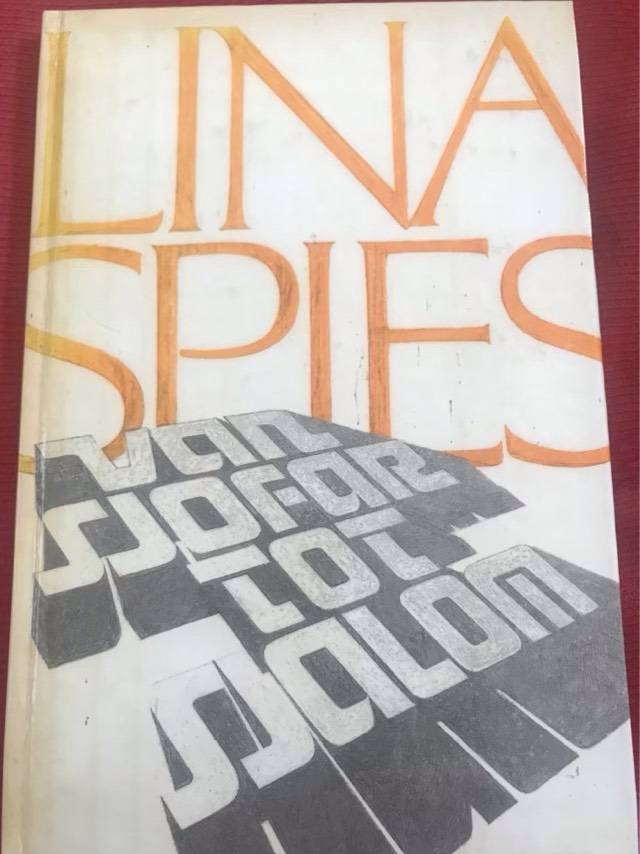 LINA
SPIES
van
sjofar
tot
sjalom